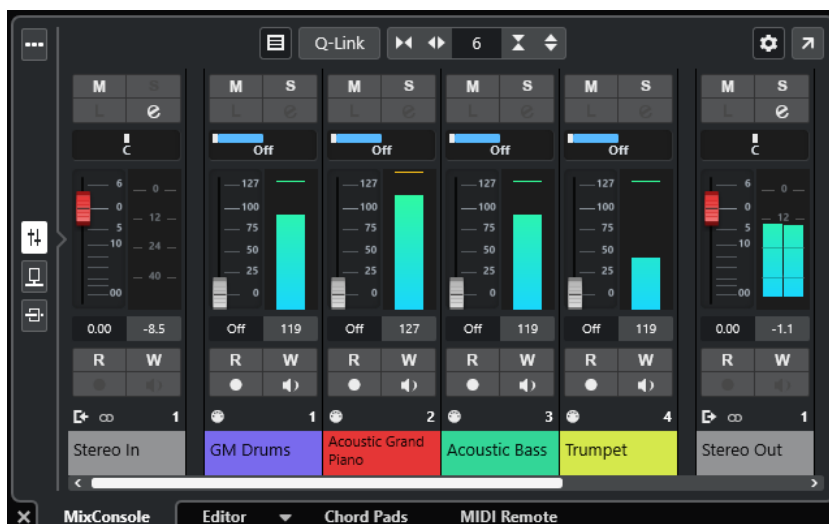 Q-Link 6
M S M S M S M S M S M S
L L L L L L
C Off Off Off Off C
6 0 5 10 00 0 12 24 40
127 100 75 50 25 0
127 100 75 50 25 0
127 100 75 50 25 0
127 100 75 50 25 0
6 0 5 10 00 0 12
0.00 -8.5 Off 119 Off 127 Off 119 Off 119 0.00 -1.1
R W R W R W R W R W R W
1 1 2 3 4 1
Stereo In
GM Drums
Acoustic Grand
Piano
Acoustic Bass
Trumpet
Stereo Out
MixConsole Editor Chord Pads MIDI Remote